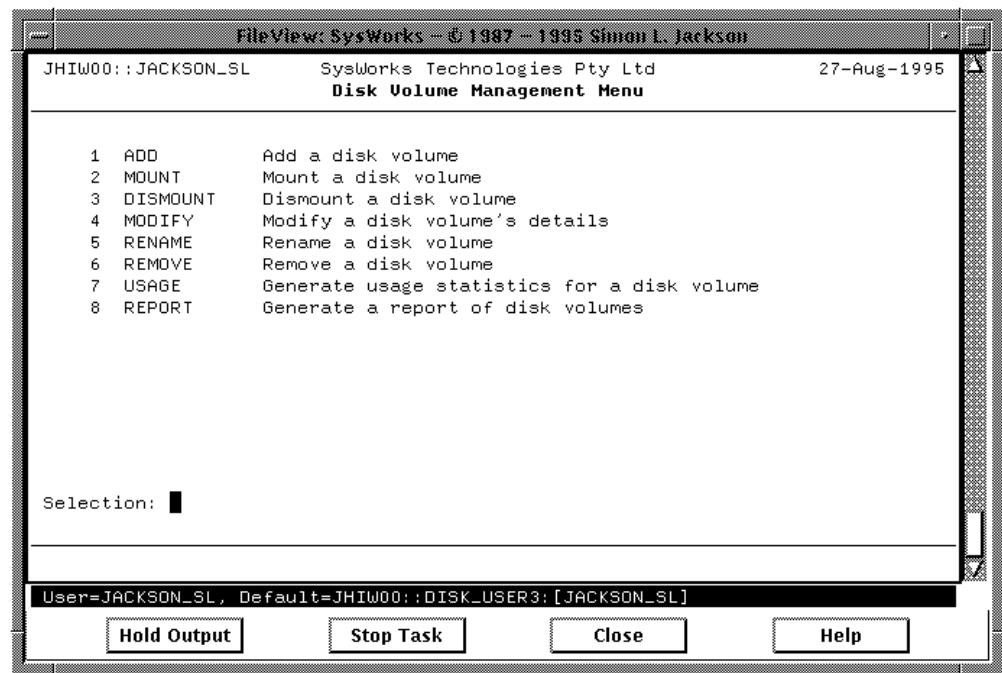 FileView: SysWorks – © 1987 – 1995 Simon L. Jackson
JHIW00::JACKSON_SL SysWorks Technologies Pty Ltd 27-Aug-1995
Disk Volume Management Menu
1 ADD Add a disk volume
2 MOUNT Mount a disk volume
3 DISMOUNT Dismount a disk volume
4 MODIFY Modify a disk volume's details
5 RENAME Rename a disk volume
6 REMOVE Remove a disk volume
7 USAGE Generate usage statistics for a disk volume
8 REPORT Generate a report of disk volumes
Selection:
User=JACKSON_SL, Default=JHIW00::DISK_USER3:[JACKSON_SL]
Hold Output Stop Task Close Help